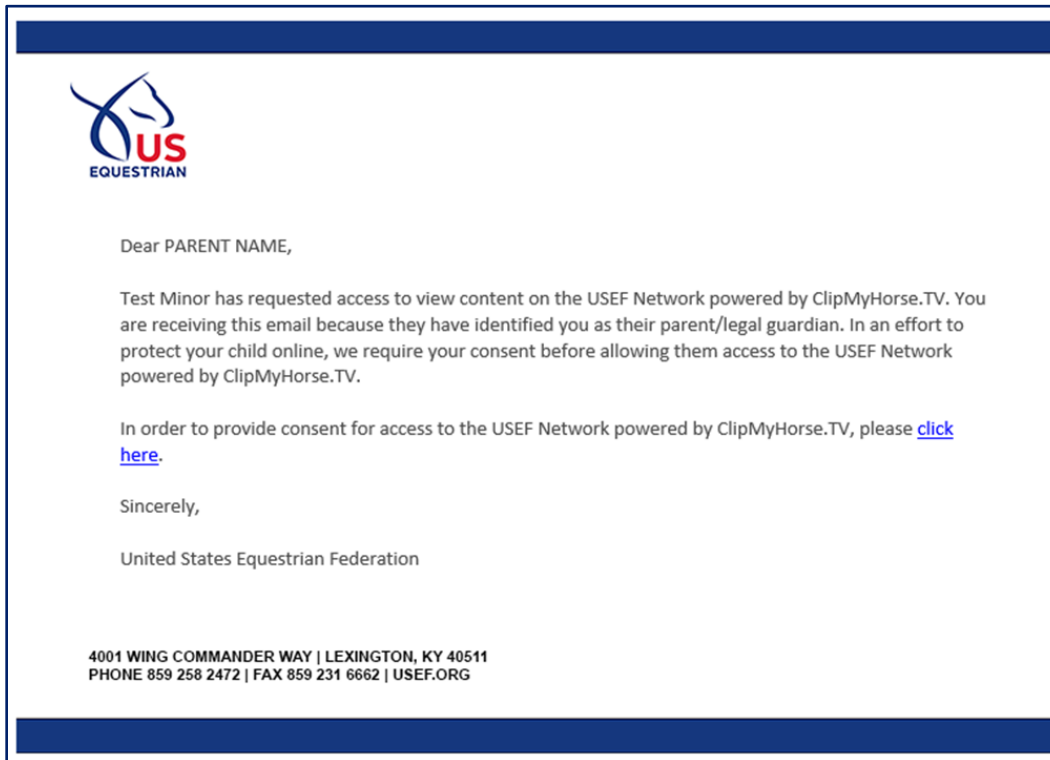 US
EQUESTRIAN
Dear PARENT NAME,
Test Minor has requested access to view content on the USEF Network powered by ClipMyHorse.TV. You
are receiving this email because they have identified you as their parent/legal guardian. In an effort to
protect your child online, we require your consent before allowing them access to the USEF Network
powered by ClipMyHorse.TV.
In order to provide consent for access to the USEF Network powered by ClipMyHorse.TV, please click
here.
Sincerely,
United States Equestrian Federation
4001 WING COMMANDER WAY | LEXINGTON, KY 40511
PHONE 859 258 2472 | FAX 859 231 6662 | USEF.ORG